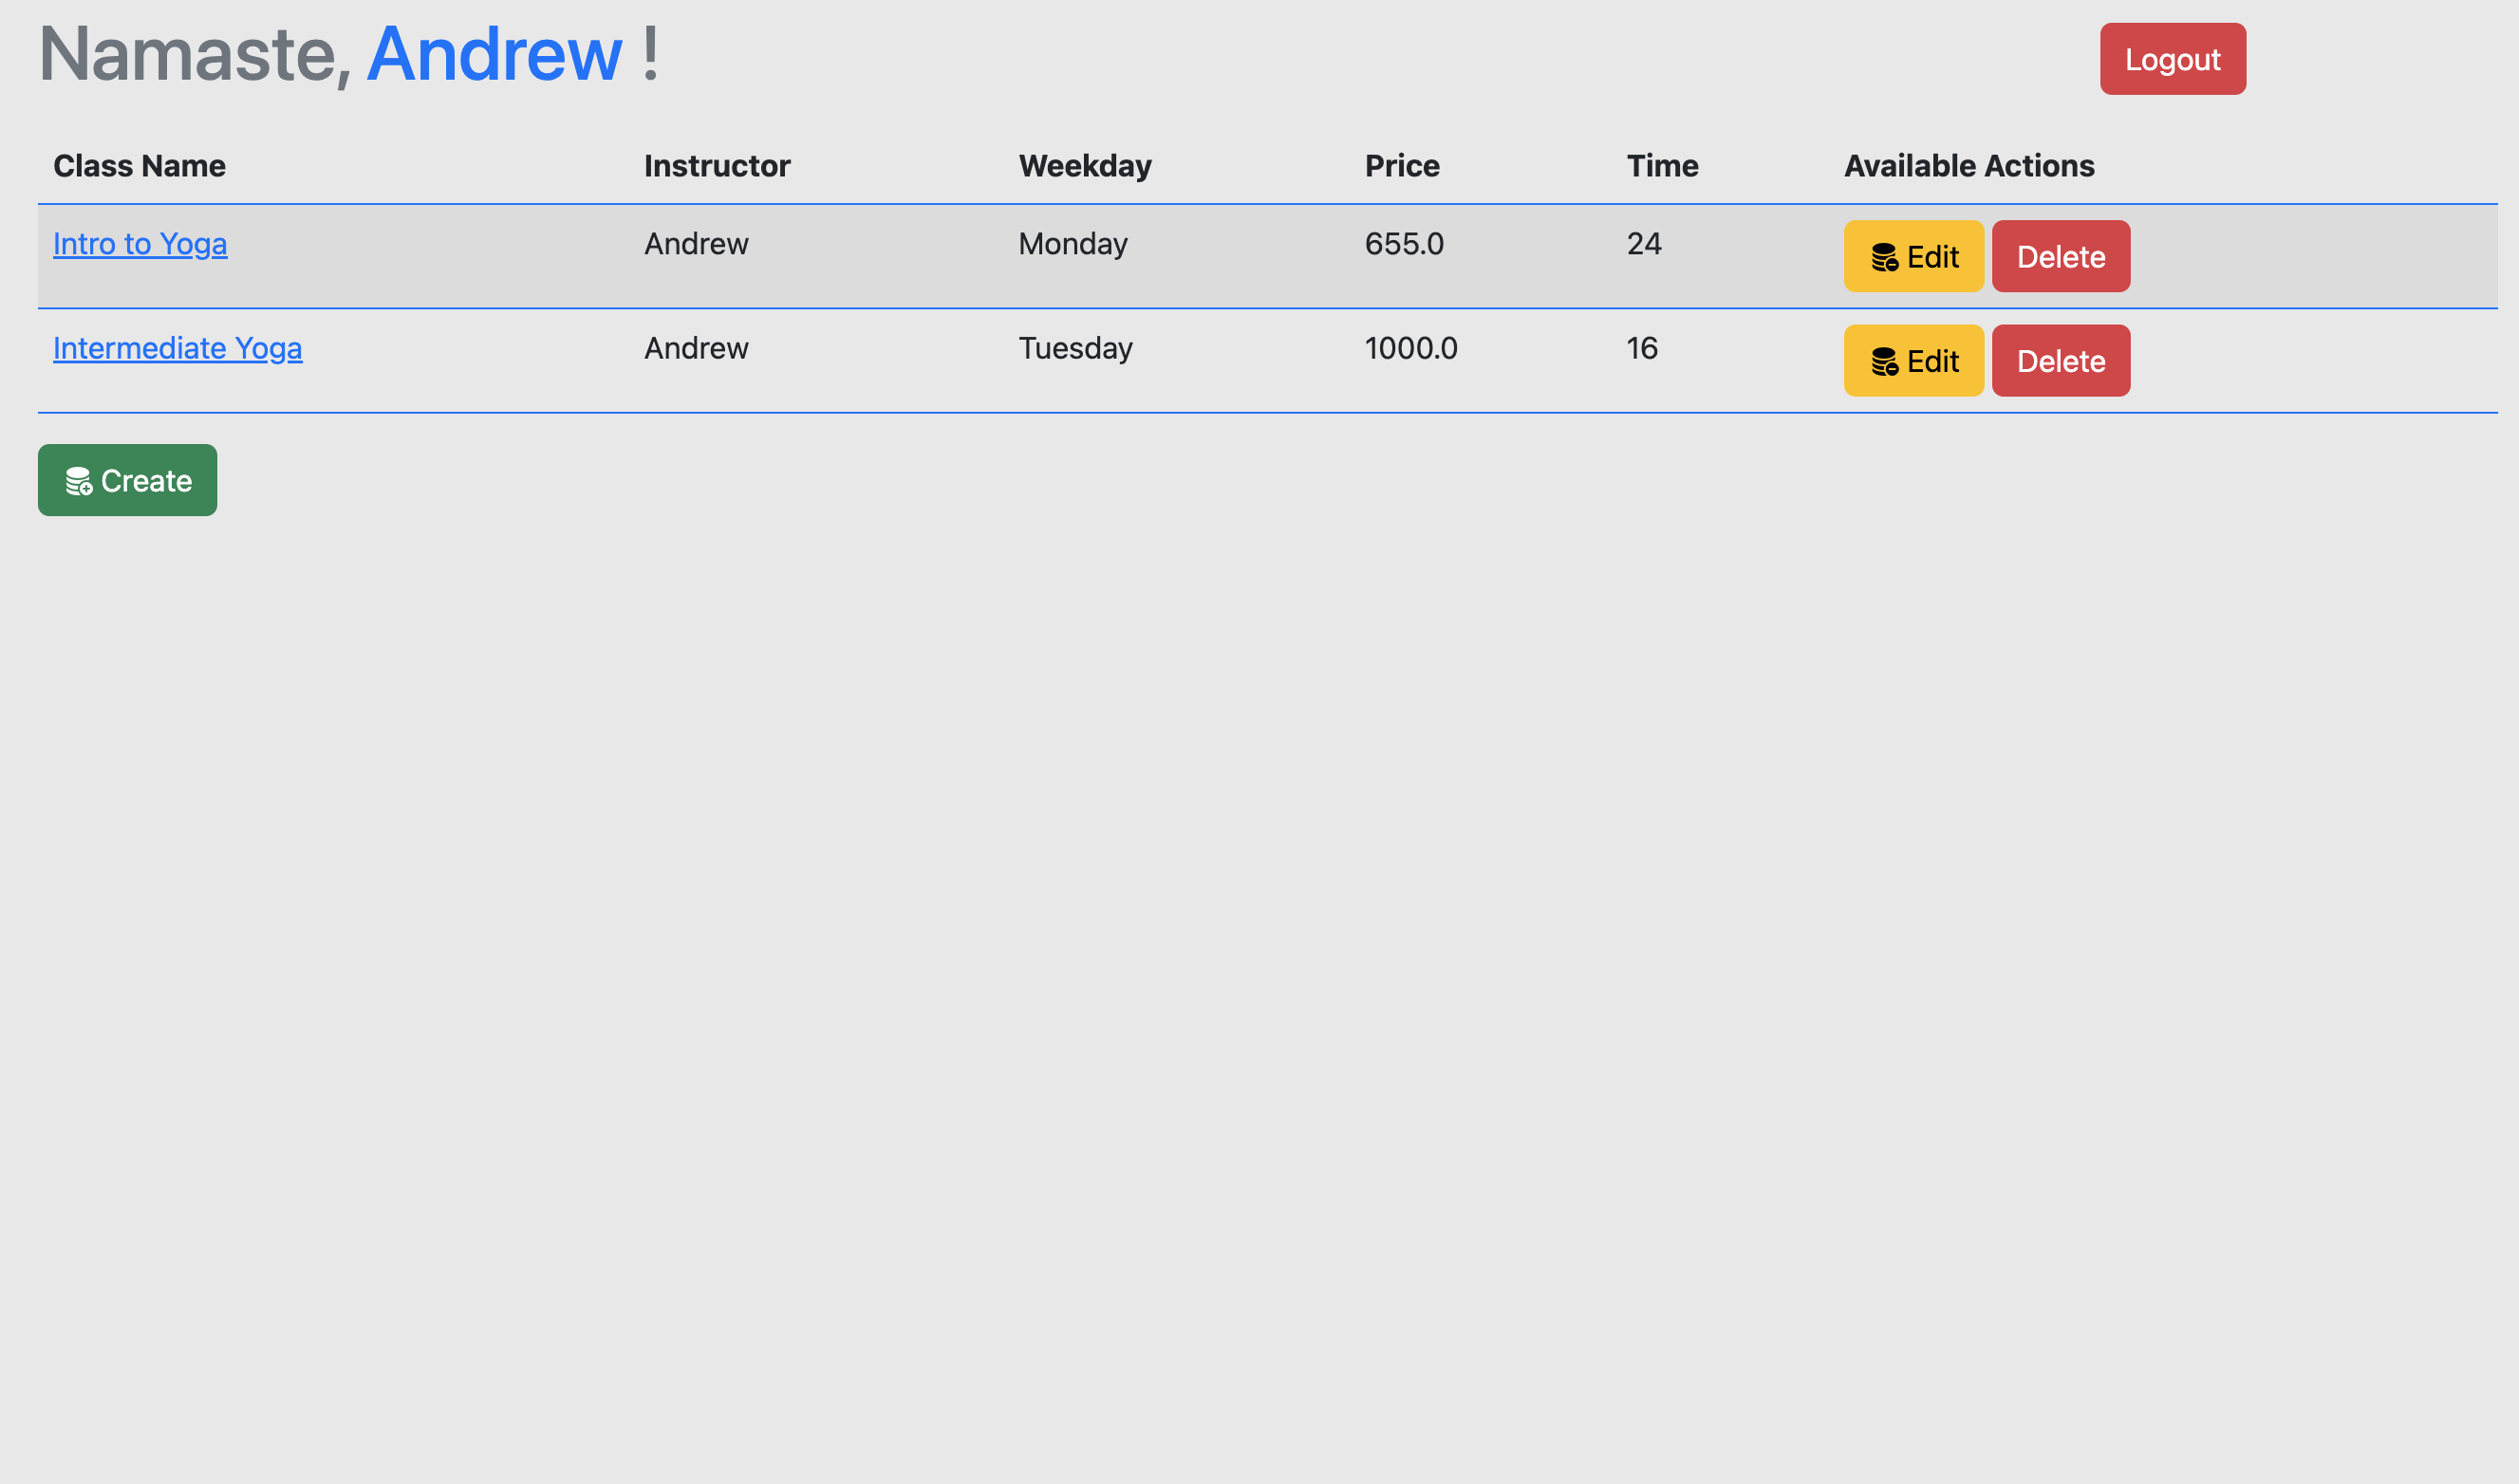 Namaste, Andrew !
Logout
Class Name Instructor Weekday Price Time Available Actions
Intro to Yoga Andrew Monday 655.0 24 Edit Delete
Intermediate Yoga Andrew Tuesday 1000.0 16 Edit Delete
Create